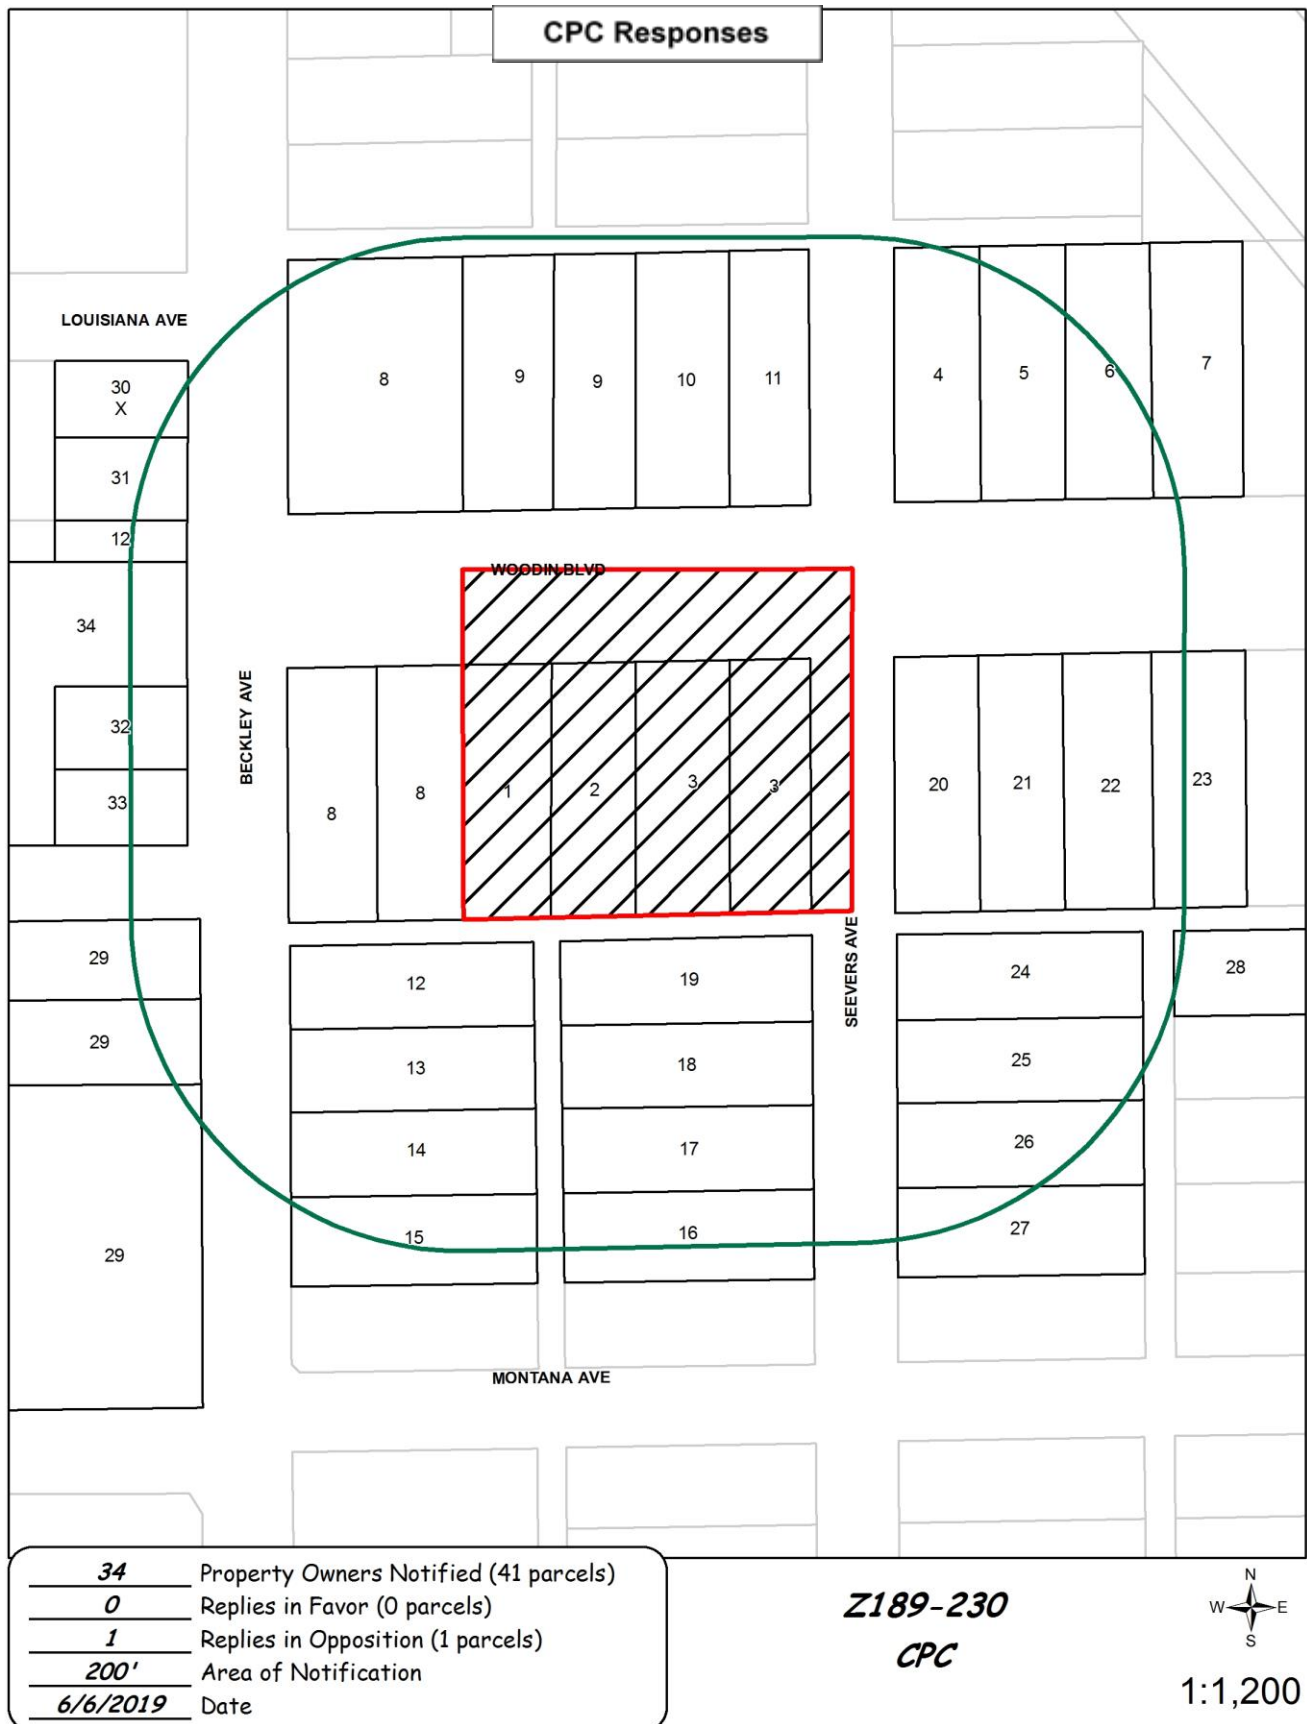 CPC Responses
LOUISIANA AVE
30
X
31
12
34
32
33
8
9
9
10
11
4
5
6
7
WOODIN BLVD
BECKLEY AVE
8
8
1
2
3
3
20
21
22
23
SEEVERS AVE
29
29
29
12
13
14
15
19
18
17
16
24
25
26
27
28
MONTANA AVE
34 Property Owners Notified (41 parcels)
0 Replies in Favor (0 parcels)
1 Replies in Opposition (1 parcels)
200' Area of Notification
6/6/2019 Date
Z189-230
CPC
N
W E
S
1:1,200